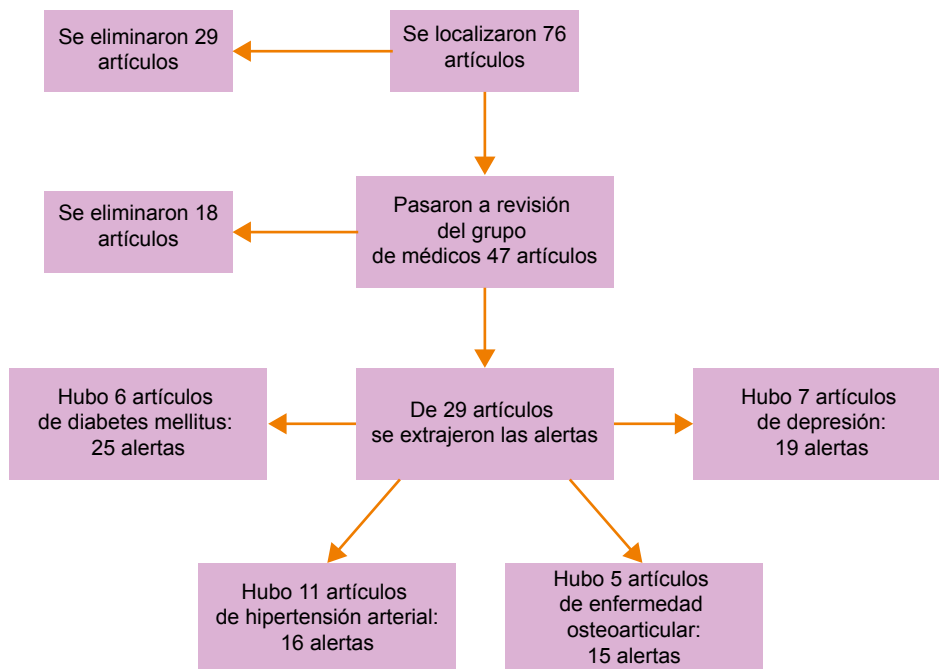 Se eliminaron 29
artículos
Se localizaron 76
artículos
Se eliminaron 18
artículos
Pasaron a revisión
del grupo
de médicos 47 artículos
Hubo 6 artículos
de diabetes mellitus:
25 alertas
De 29 artículos
se extrajeron las alertas
Hubo 7 artículos
de depresión:
19 alertas
Hubo 11 artículos
de hipertensión arterial:
16 alertas
Hubo 5 artículos
de enfermedad
osteoarticular:
15 alertas